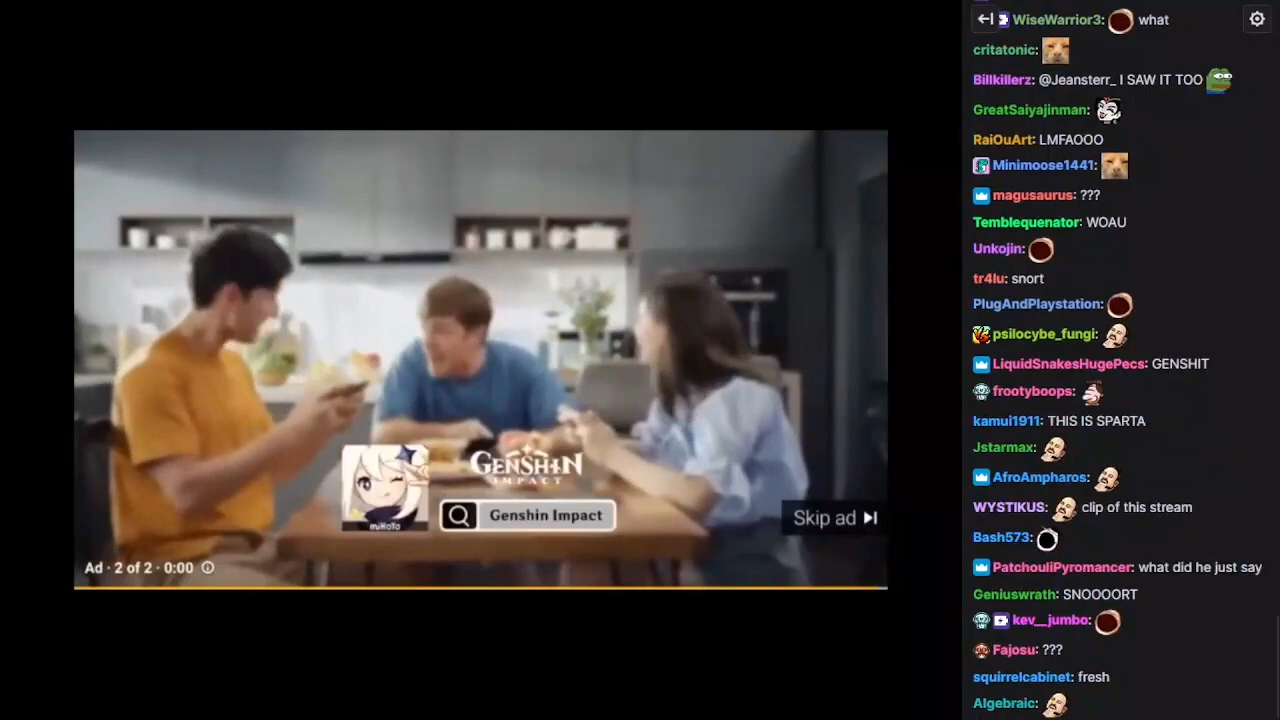 GENSHIN
IMPACT
miHoYo
Genshin Impact
Skip ad
Ad · 2 of 2 · 0:00
WiseWarrior3: what
critatonic:
Billkillerz: @Jeansterr_ I SAW IT TOO
GreatSaiyajinman:
RaiOuArt: LMFAOOO
Minimoose1441:
magusaurus: ???
Temblequenator: WOAU
Unkojin:
tr4lu: snort
PlugAndPlaystation:
psilocybe_fungi:
LiquidSnakesHugePecs: GENSHIT
frootyboops:
kamui1911: THIS IS SPARTA
Jstarmax:
AfroAmpharos:
WYSTIKUS: clip of this stream
Bash573:
PatchouliPyromancer: what did he just say
Geniuswrath: SNOOOORT
kev__jumbo:
Fajosu: ???
squirrelcabinet: fresh
Algebraic: